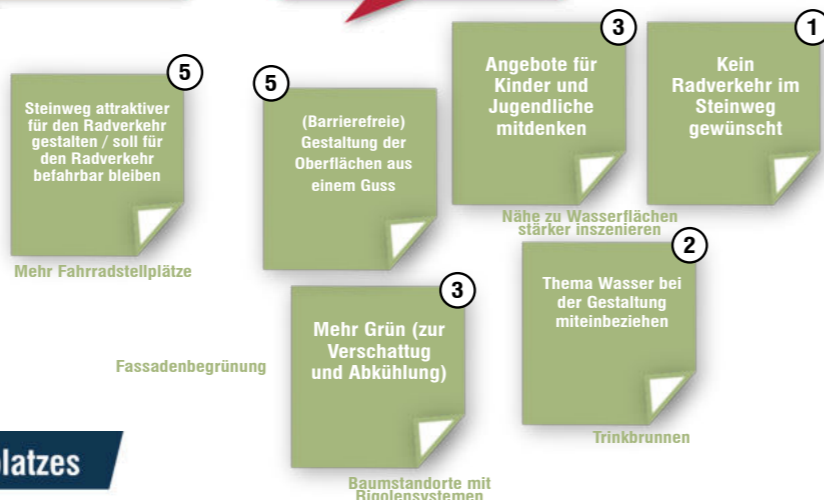 5
Steinweg attraktiver
für den Radverkehr
gestalten / soll für
den Radverkehr
befahrbar bleiben
Mehr Fahrradstellplätze
5
(Barrierefreie)
Gestaltung der
Oberflächen aus
einem Guss
3
Angebote für
Kinder und
Jugendliche
mitdenken
1
Kein
Radverkehr im
Steinweg
gewünscht
Nähe zu Wasserflächen
stärker inszenieren
2
Thema Wasser bei
der Gestaltung
miteinbeziehen
Trinkbrunnen
3
Mehr Grün (zur
Verschattug
und Abkühlung)
Fassadenbegrünung
Baumstandorte mit
Rigolensystemen
latzes